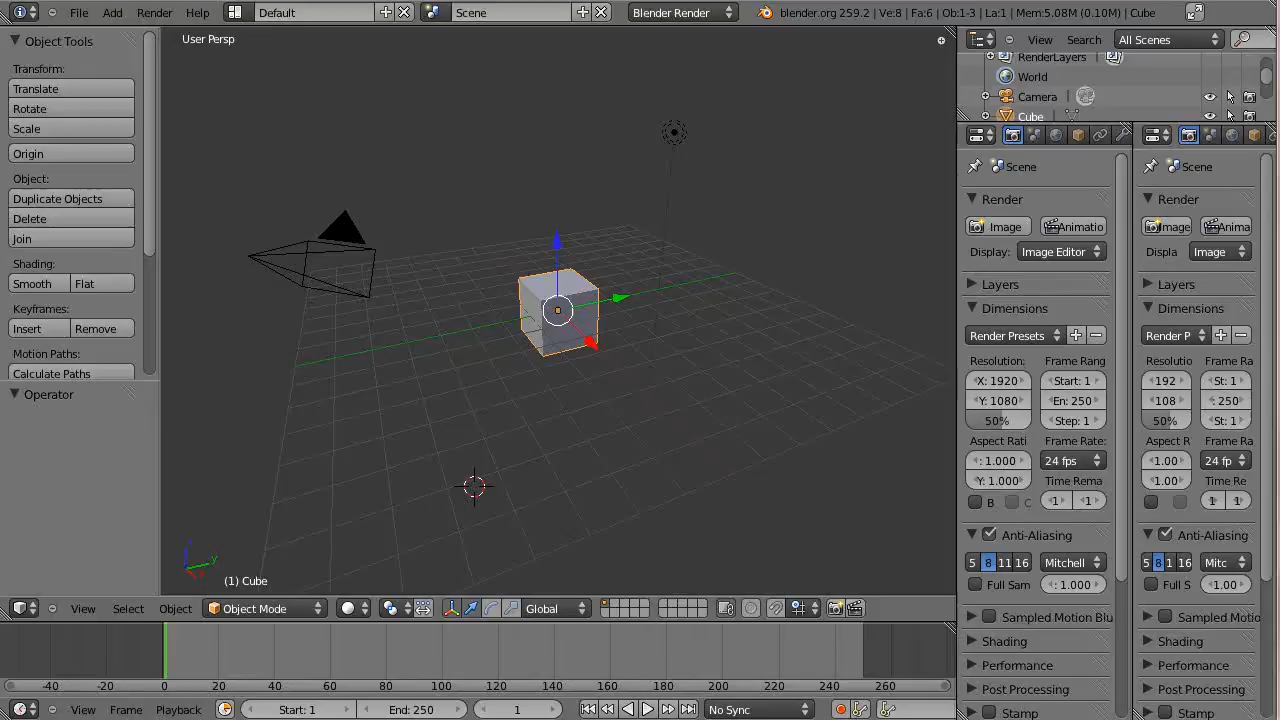 File Add Render Help Default Scene Blender Render blender.org 259.2 | Ve:8 | Fa:6 | Ob:1-3 | La:1 | Mem:5.08M (0.10M) | Cube
Object Tools
Transform:
Translate
Rotate
Scale
Origin
Object:
Duplicate Objects
Delete
Join
Shading:
Smooth Flat
Keyframes:
Insert Remove
Motion Paths:
Calculate Paths
Operator
User Persp
z
y
(1) Cube
View Select Object Object Mode Global
-40 -20 0 20 40 60 80 100 120 140 160 180 200 220 240 260
View Frame Playback Start: 1 End: 250 1 No Sync
View Search All Scenes
RenderLayers |
World
Camera |
Cube |
Scene
Render
Image Animatio
Display: Image Editor
Layers
Dimensions
Render Presets
Resolution: Frame Rang
X: 1920 Start: 1
Y: 1080 En: 250
50% Step: 1
Aspect Rati Frame Rate:
: 1.000 24 fps
Y: 1.000 Time Rema
B C 1 1
Anti-Aliasing
5 8 11 16 Mitchell
Full Sam : 1.000
Sampled Motion Blu
Shading
Performance
Post Processing
Stamp
Scene
Render
Image Anima
Displa Image
Layers
Dimensions
Render P
Resolutio Frame Ra
192 St: 1
108 : 250
50% St: 1
Aspect R Frame Ra
1.00 24 fp
1.00 Time Re
1 1
Anti-Aliasing
5 8 1 16 Mitc
Full S 1.00
Sampled Motio
Shading
Performance
Post Processing
Stamp